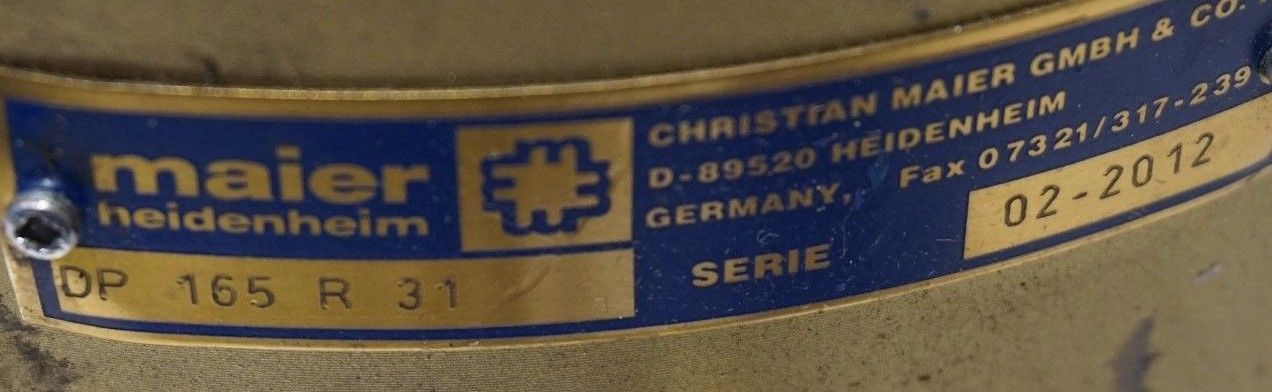 maier
heidenheim
DP 165 R 31
CHRISTIAN MAIER GMBH & CO.
D-89520 HEIDENHEIM
GERMANY, Fax 07321/317-239
SERIE 02-2012